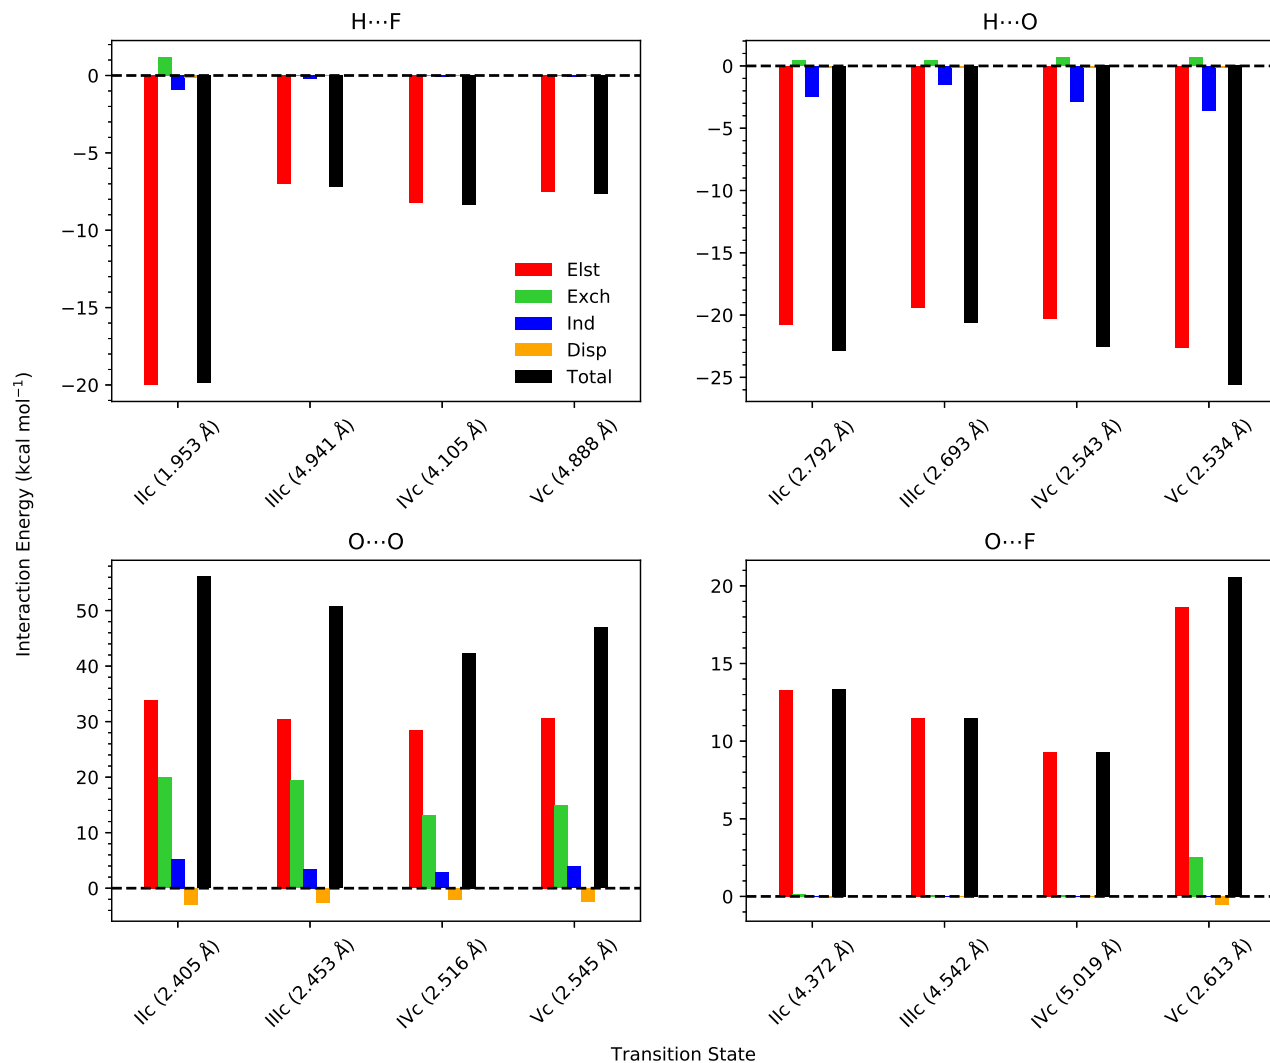 H⋯F
0
−5
−10
−15
−20
Elst
Exch
Ind
Disp
Total
IIc (1.953 Å)
IIIc (4.941 Å)
IVc (4.105 Å)
Vc (4.888 Å)
H⋯O
0
−5
−10
−15
−20
−25
IIc (2.792 Å)
IIIc (2.693 Å)
IVc (2.543 Å)
Vc (2.534 Å)
Interaction Energy (kcal mol⁻¹)
O⋯O
50
40
30
20
10
0
IIc (2.405 Å)
IIIc (2.453 Å)
IVc (2.516 Å)
Vc (2.545 Å)
O⋯F
20
15
10
5
0
IIc (4.372 Å)
IIIc (4.542 Å)
IVc (5.019 Å)
Vc (2.613 Å)
Transition State